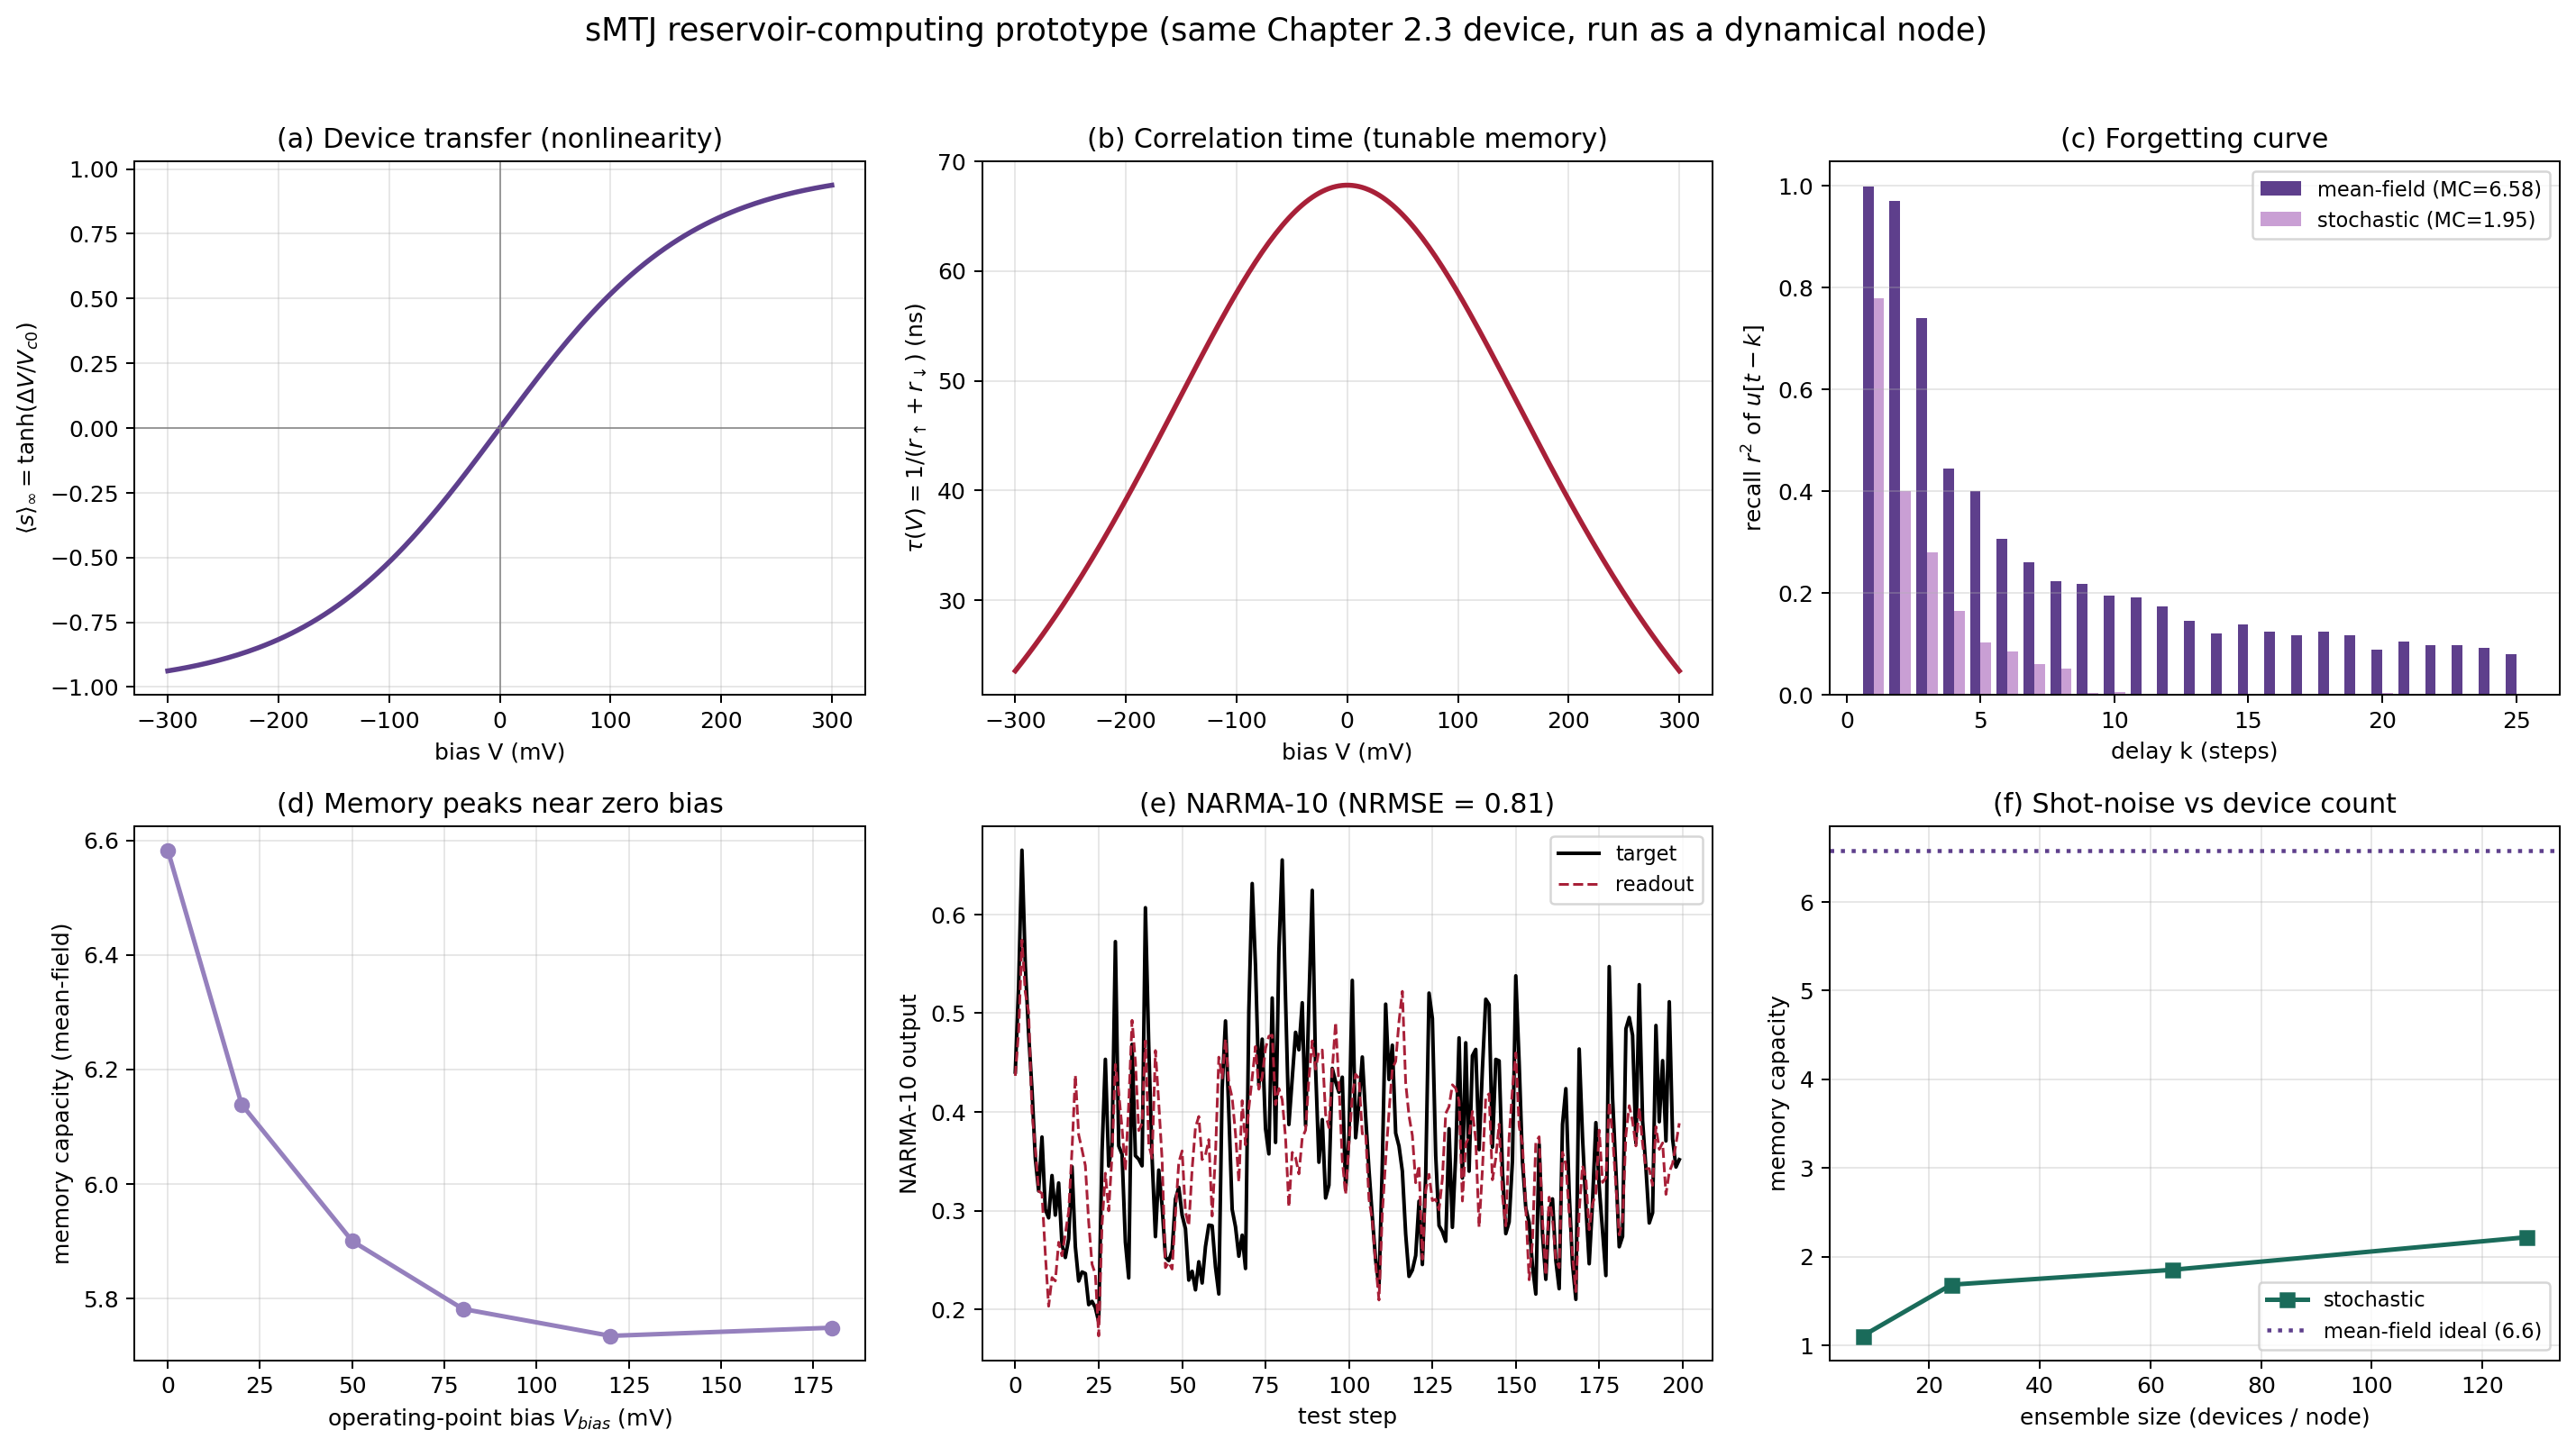 sMTJ reservoir-computing prototype (same Chapter 2.3 device, run as a dynamical node)
(a) Device transfer (nonlinearity)
1.00
0.75
0.50
0.25
0.00
−0.25
−0.50
−0.75
−1.00
⟨s⟩∞ = tanh(ΔV/V_{c0})
−300 −200 −100 0 100 200 300
bias V (mV)
(b) Correlation time (tunable memory)
70
60
50
40
30
τ(V) = 1/(r↑ + r↓) (ns)
−300 −200 −100 0 100 200 300
bias V (mV)
(c) Forgetting curve
mean-field (MC=6.58)
stochastic (MC=1.95)
1.0
0.8
0.6
0.4
0.2
0.0
recall r² of u[t − k]
0 5 10 15 20 25
delay k (steps)
(d) Memory peaks near zero bias
6.6
6.4
6.2
6.0
5.8
memory capacity (mean-field)
0 25 50 75 100 125 150 175
operating-point bias V_{bias} (mV)
(e) NARMA-10 (NRMSE = 0.81)
target
readout
0.6
0.5
0.4
0.3
0.2
NARMA-10 output
0 25 50 75 100 125 150 175 200
test step
(f) Shot-noise vs device count
6
5
4
3
2
1
memory capacity
stochastic
mean-field ideal (6.6)
20 40 60 80 100 120
ensemble size (devices / node)